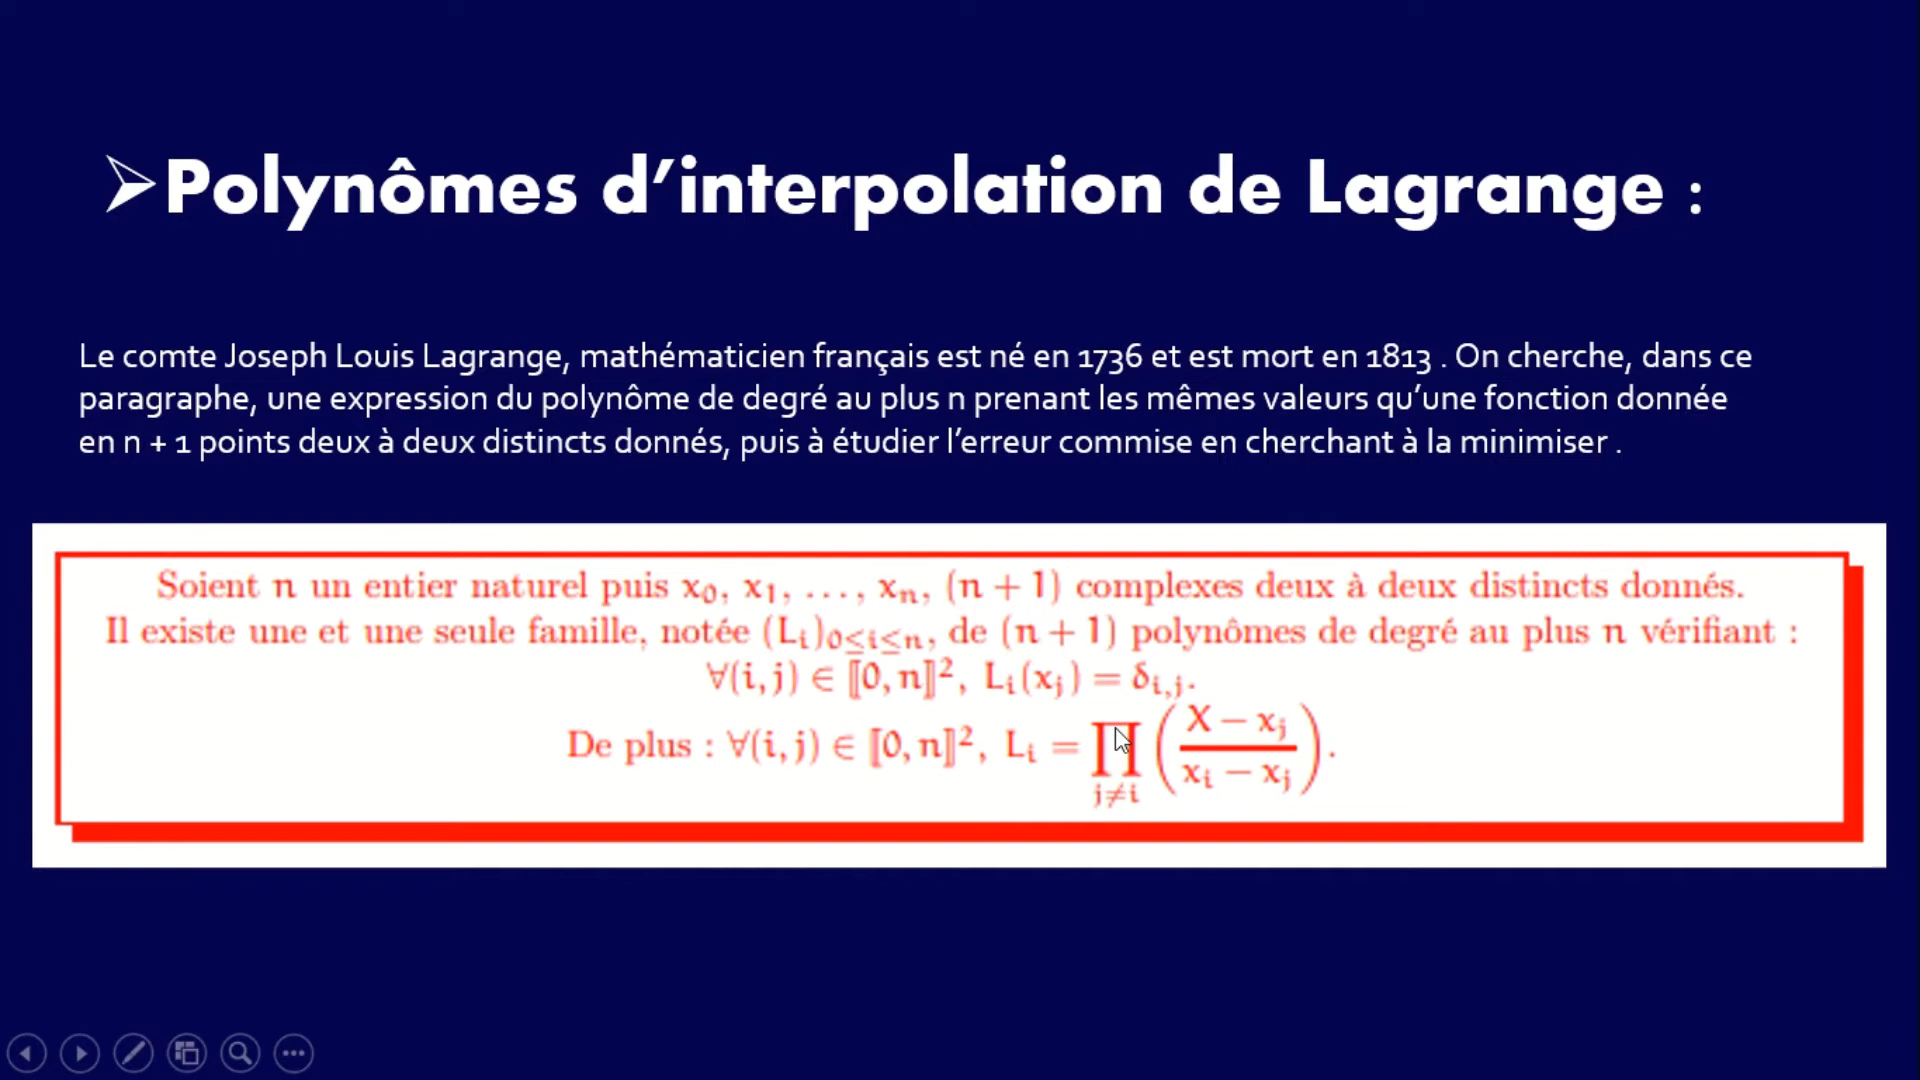 ➢Polynômes d’interpolation de Lagrange :
Le comte Joseph Louis Lagrange, mathématicien français est né en 1736 et est mort en 1813 . On cherche, dans ce
paragraphe, une expression du polynôme de degré au plus n prenant les mêmes valeurs qu’une fonction donnée
en n + 1 points deux à deux distincts donnés, puis à étudier l’erreur commise en cherchant à la minimiser .
Soient n un entier naturel puis x₀, x₁, …, xₙ, (n + 1) complexes deux à deux distincts donnés.
Il existe une et une seule famille, notée (Lᵢ)₀≤ᵢ≤ₙ, de (n + 1) polynômes de degré au plus n vérifiant :
∀(i, j) ∈ ⟦0, n⟧², Lᵢ(xⱼ) = δᵢ,ⱼ.
De plus : ∀(i, j) ∈ ⟦0, n⟧², Lᵢ = ∏_{j≠i} ( (X − xⱼ) / (xᵢ − xⱼ) ).